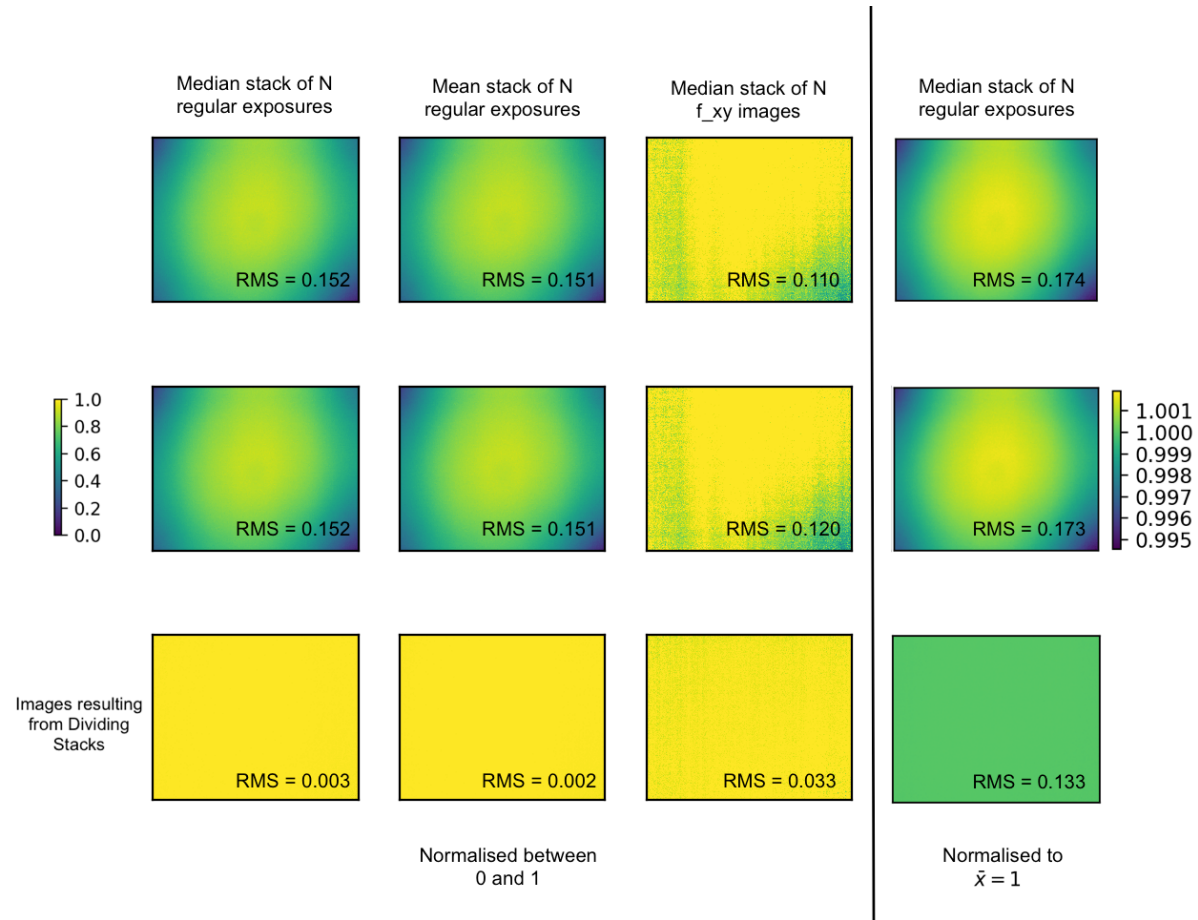 Median stack of N
regular exposures
Mean stack of N
regular exposures
Median stack of N
f_xy images
Median stack of N
regular exposures
RMS = 0.152
RMS = 0.151
RMS = 0.110
RMS = 0.174
1.0
0.8
0.6
0.4
0.2
0.0
RMS = 0.152
RMS = 0.151
RMS = 0.120
RMS = 0.173
1.001
1.000
0.999
0.998
0.997
0.996
0.995
Images resulting
from Dividing
Stacks
RMS = 0.003
RMS = 0.002
RMS = 0.033
RMS = 0.133
Normalised between
0 and 1
Normalised to
x̄ = 1